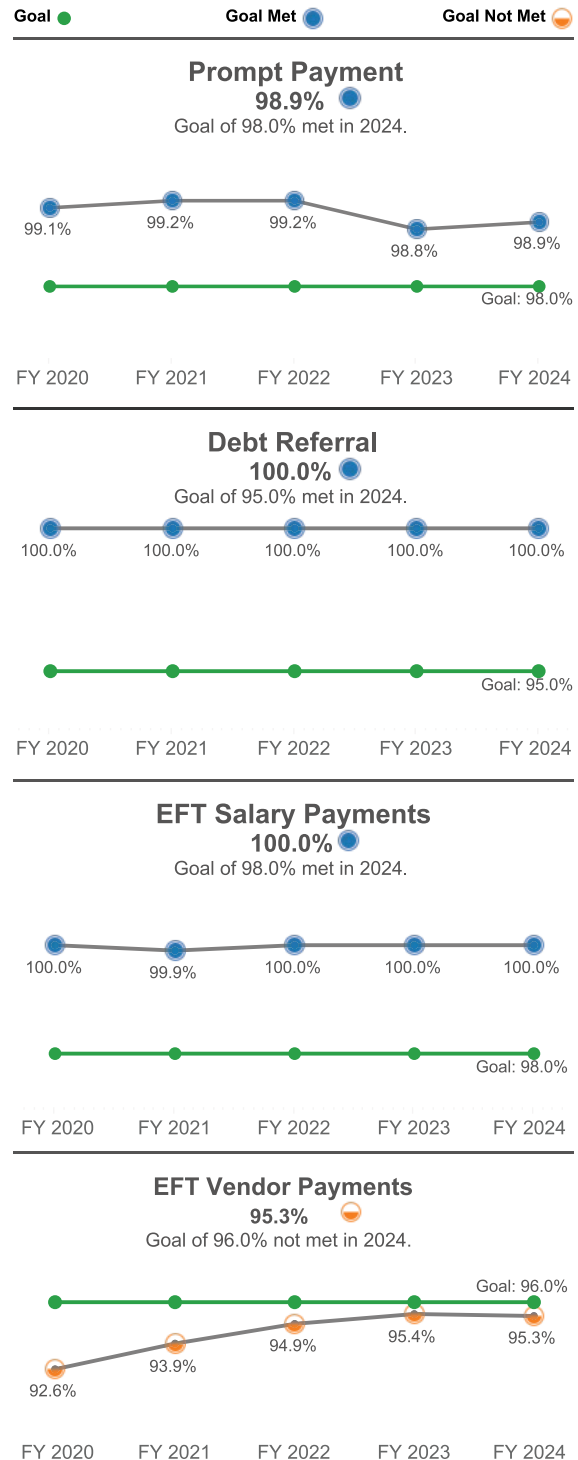 Goal Goal Met Goal Not Met
Prompt Payment
98.9%
Goal of 98.0% met in 2024.
99.1% 99.2% 99.2% 98.8% 98.9%
Goal: 98.0%
FY 2020 FY 2021 FY 2022 FY 2023 FY 2024
Debt Referral
100.0%
Goal of 95.0% met in 2024.
100.0% 100.0% 100.0% 100.0% 100.0%
Goal: 95.0%
FY 2020 FY 2021 FY 2022 FY 2023 FY 2024
EFT Salary Payments
100.0%
Goal of 98.0% met in 2024.
100.0% 99.9% 100.0% 100.0% 100.0%
Goal: 98.0%
FY 2020 FY 2021 FY 2022 FY 2023 FY 2024
EFT Vendor Payments
95.3%
Goal of 96.0% not met in 2024.
Goal: 96.0%
92.6% 93.9% 94.9% 95.4% 95.3%
FY 2020 FY 2021 FY 2022 FY 2023 FY 2024